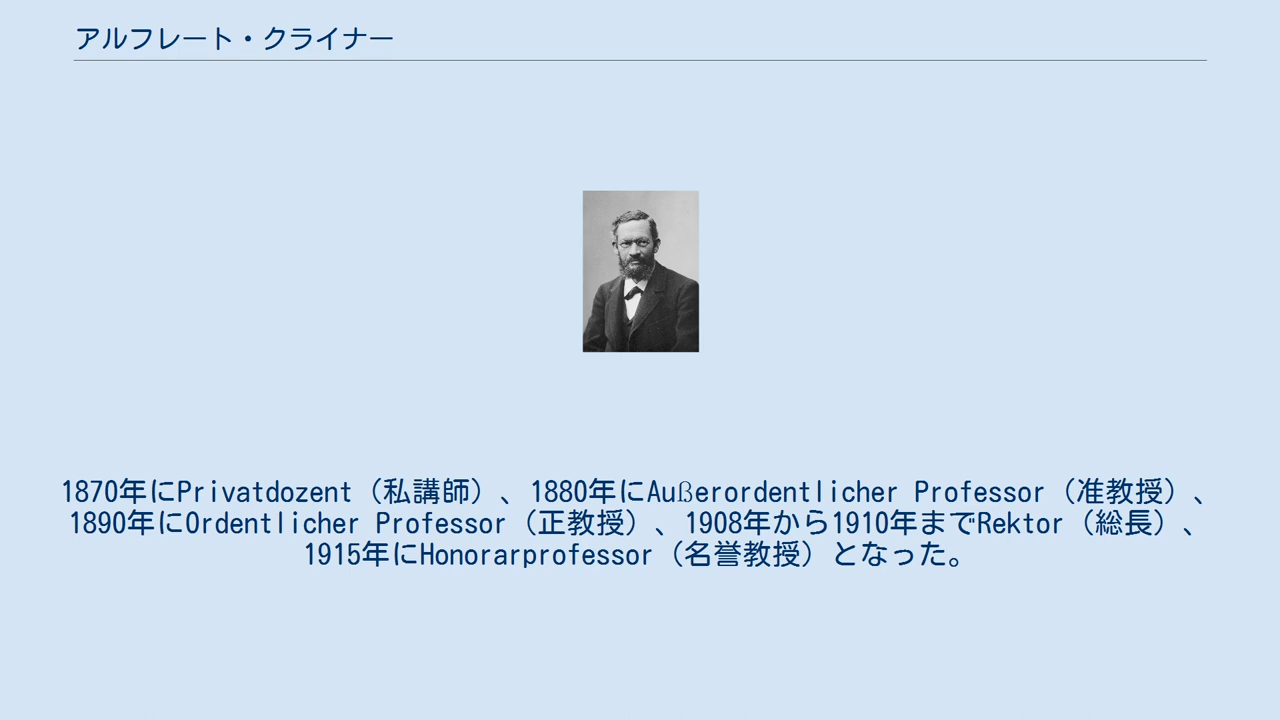 アルフレート・クライナー
1870年にPrivatdozent（私講師）、1880年にAußerordentlicher Professor（准教授）、
1890年にOrdentlicher Professor（正教授）、1908年から1910年までRektor（総長）、
1915年にHonorarprofessor（名誉教授）となった。